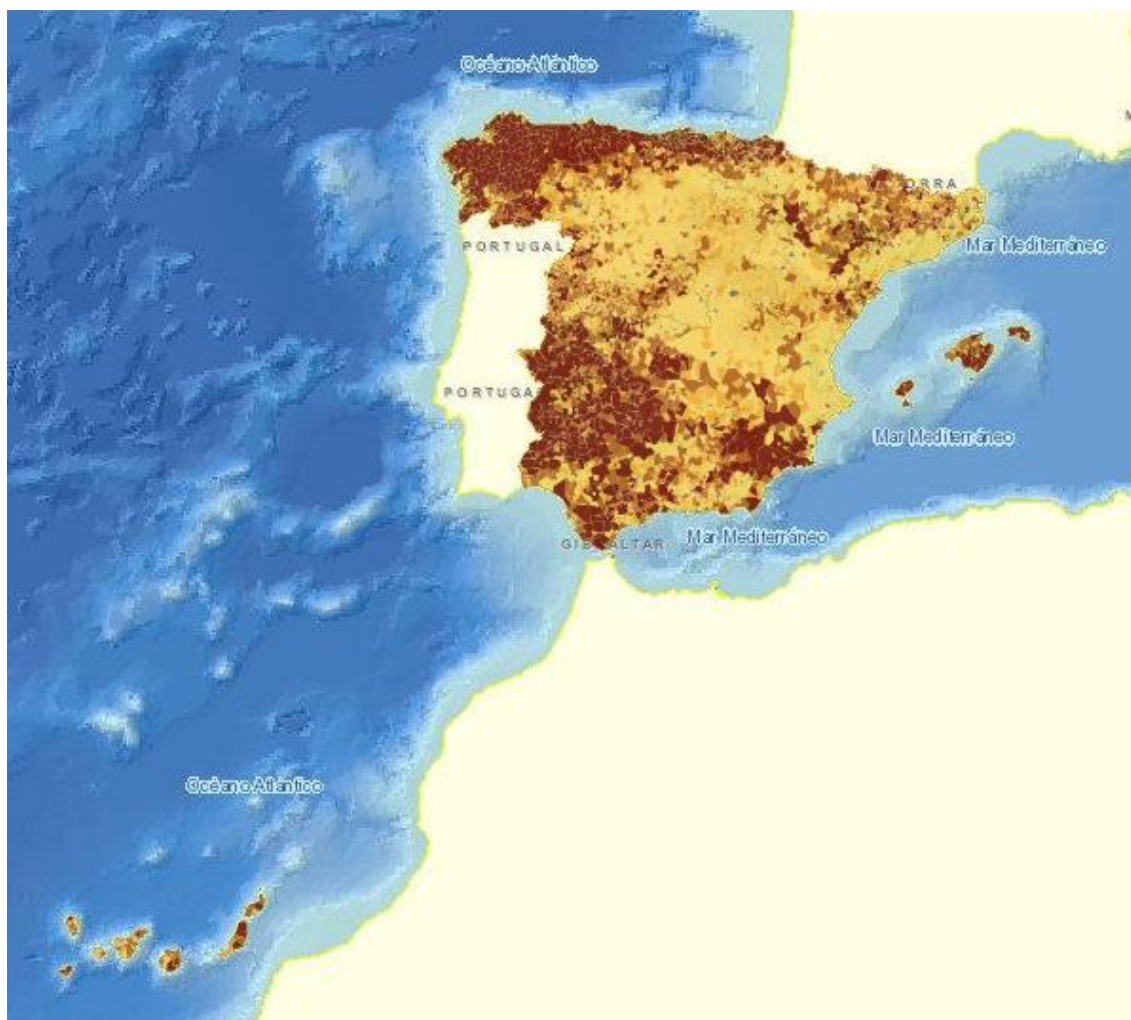 Océano Atlántico
ORRA
PORTUGAL
Mar Mediterráneo
PORTUGA
Mar Mediterráneo
Mar Mediterráneo
GIBRALTAR
Océano Atlántico